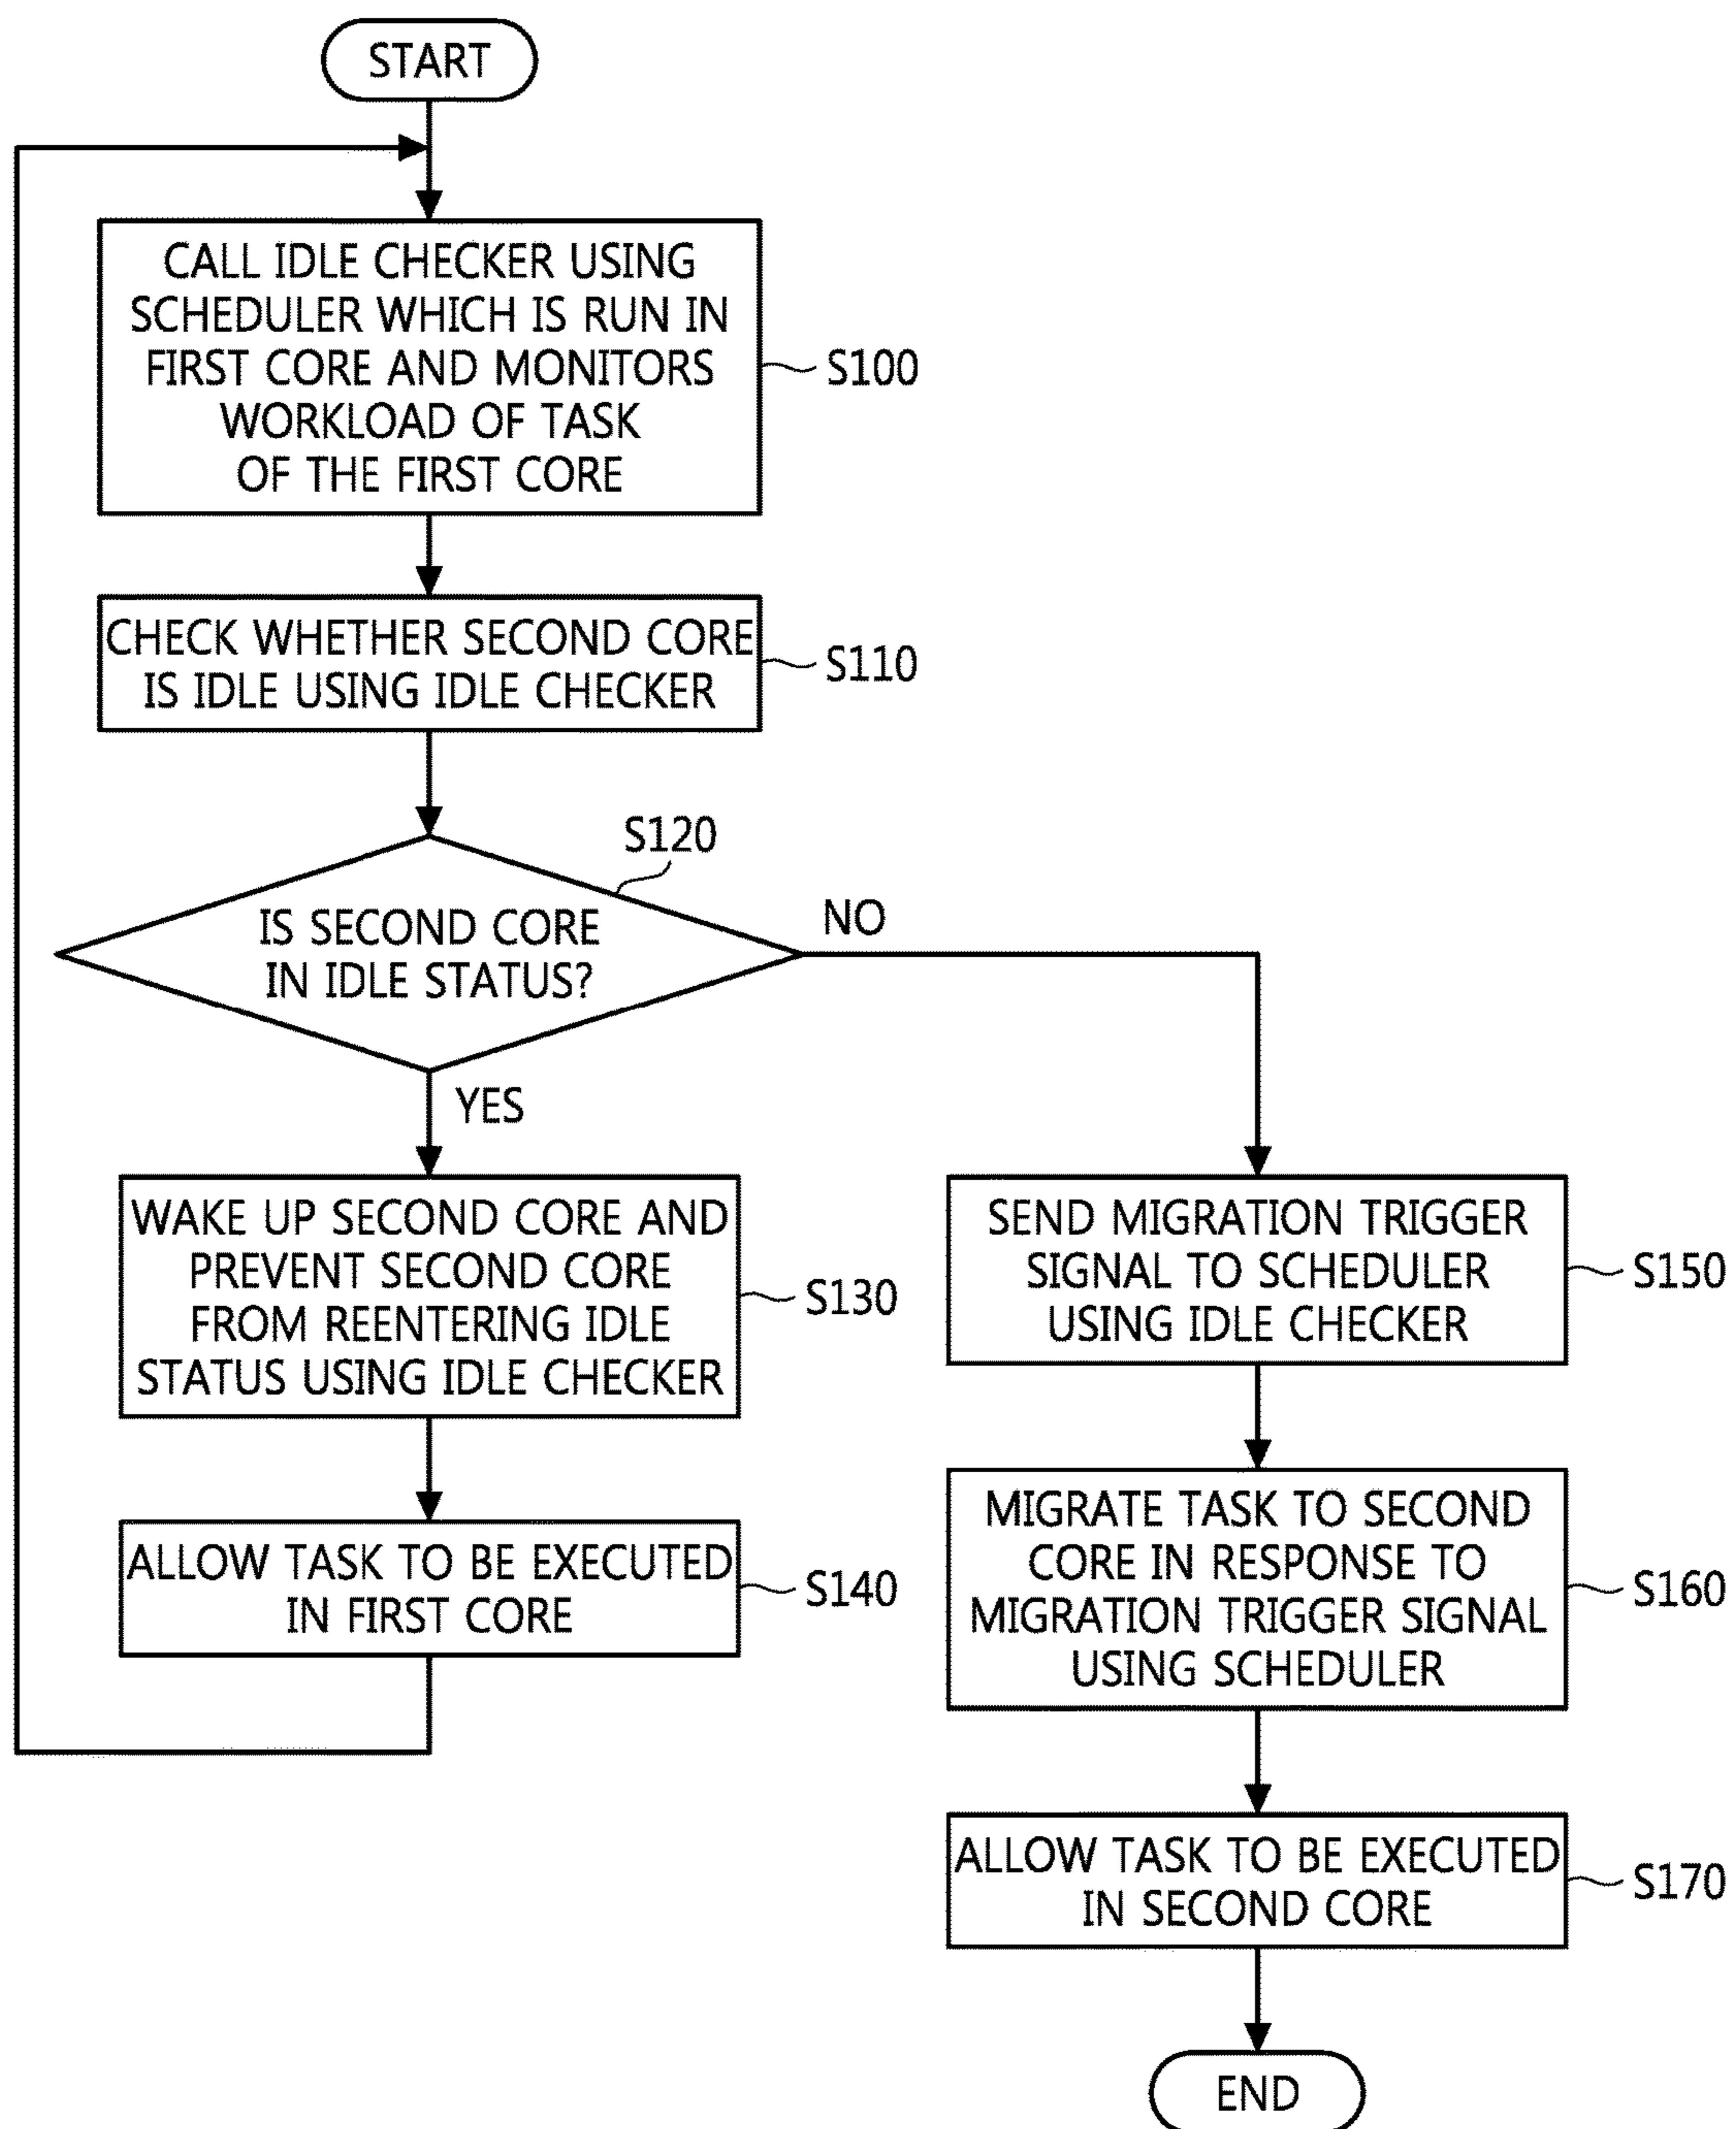 START
CALL IDLE CHECKER USING
SCHEDULER WHICH IS RUN IN
FIRST CORE AND MONITORS
WORKLOAD OF TASK
OF THE FIRST CORE
S100
CHECK WHETHER SECOND CORE
IS IDLE USING IDLE CHECKER
S110
S120
IS SECOND CORE
IN IDLE STATUS?
NO
YES
WAKE UP SECOND CORE AND
PREVENT SECOND CORE
FROM REENTERING IDLE
STATUS USING IDLE CHECKER
S130
ALLOW TASK TO BE EXECUTED
IN FIRST CORE
S140
SEND MIGRATION TRIGGER
SIGNAL TO SCHEDULER
USING IDLE CHECKER
S150
MIGRATE TASK TO SECOND
CORE IN RESPONSE TO
MIGRATION TRIGGER SIGNAL
USING SCHEDULER
S160
ALLOW TASK TO BE EXECUTED
IN SECOND CORE
S170
END